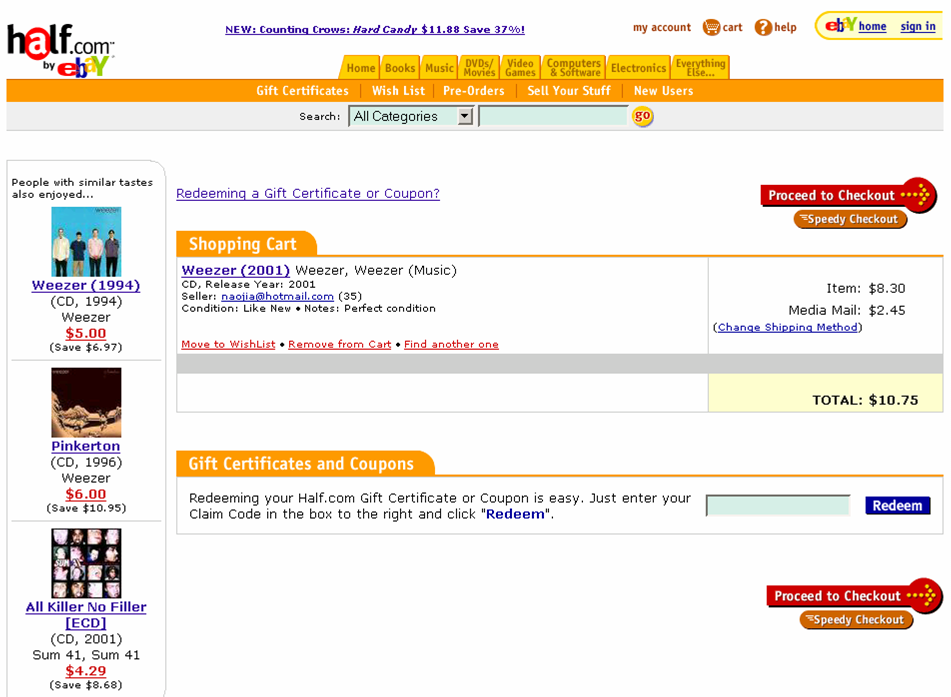 half.com™
by ebY
NEW: Counting Crows: Hard Candy $11.88 Save 37%!
my account cart ? help
ebY home sign in
Home Books Music DVDs/ Movies Video Games Computers & Software Electronics Everything Else...
Gift Certificates | Wish List | Pre-Orders | Sell Your Stuff | New Users
Search: All Categories go
People with similar tastes
also enjoyed...
Weezer (1994)
(CD, 1994)
Weezer
$5.00
(Save $6.97)
Pinkerton
(CD, 1996)
Weezer
$6.00
(Save $10.95)
All Killer No Filler
[ECD]
(CD, 2001)
Sum 41, Sum 41
$4.29
(Save $8.68)
Redeeming a Gift Certificate or Coupon?
Proceed to Checkout
Speedy Checkout
Shopping Cart
Weezer (2001) Weezer, Weezer (Music)
CD, Release Year: 2001
Seller: naojia@hotmail.com (35)
Condition: Like New • Notes: Perfect condition
Move to WishList • Remove from Cart • Find another one
Item: $8.30
Media Mail: $2.45
(Change Shipping Method)
TOTAL: $10.75
Gift Certificates and Coupons
Redeeming your Half.com Gift Certificate or Coupon is easy. Just enter your
Claim Code in the box to the right and click "Redeem".
Redeem
Proceed to Checkout
Speedy Checkout